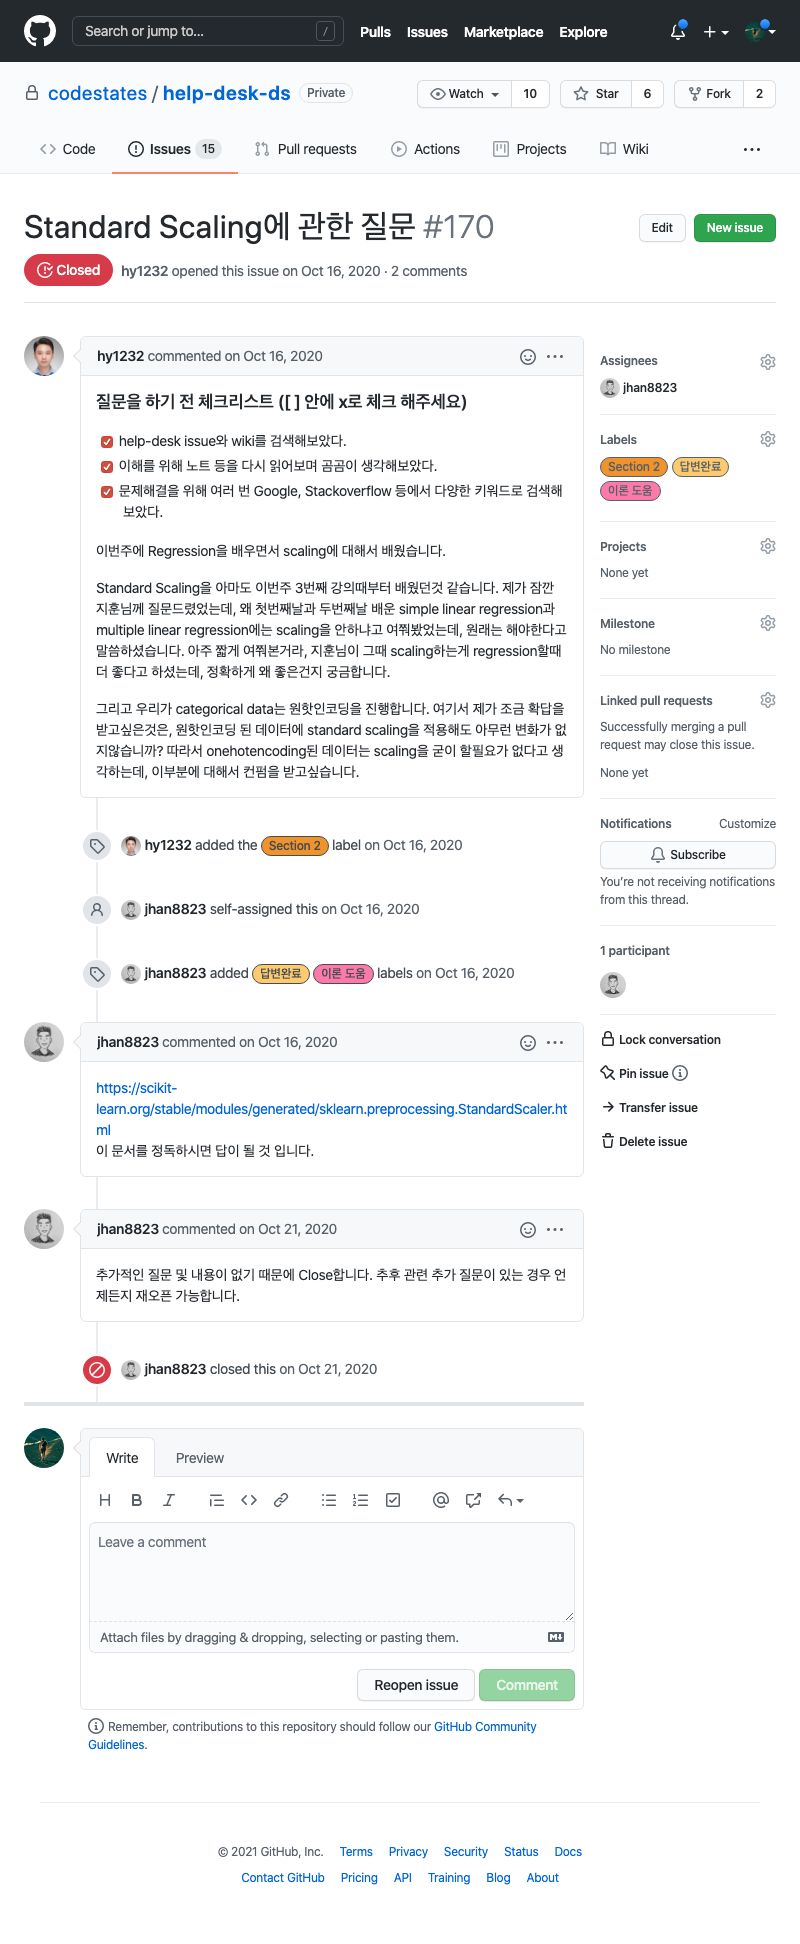 Search or jump to...
/
Pulls
Issues
Marketplace
Explore
codestates / help-desk-ds
Private
Watch
10
Star
6
Fork
2
Code
Issues 15
Pull requests
Actions
Projects
Wiki
Standard Scaling에 관한 질문 #170
Edit
New issue
Closed
hy1232 opened this issue on Oct 16, 2020 · 2 comments
hy1232 commented on Oct 16, 2020
질문을 하기 전 체크리스트 ([ ] 안에 x로 체크 해주세요)
help-desk issue와 wiki를 검색해보았다.
이해를 위해 노트 등을 다시 읽어보며 곰곰이 생각해보았다.
문제해결을 위해 여러 번 Google, Stackoverflow 등에서 다양한 키워드로 검색해
보았다.
이번주에 Regression을 배우면서 scaling에 대해서 배웠습니다.
Standard Scaling을 아마도 이번주 3번째 강의때부터 배웠던것 같습니다. 제가 잠깐
지훈님께 질문드렸었는데, 왜 첫번째날과 두번째날 배운 simple linear regression과
multiple linear regression에는 scaling을 안하냐고 여쭤봤었는데, 원래는 해야한다고
말씀하셨습니다. 아주 짧게 여쭤본거라, 지훈님이 그때 scaling하는게 regression할때
더 좋다고 하셨는데, 정확하게 왜 좋은건지 궁금합니다.
그리고 우리가 categorical data는 원핫인코딩을 진행합니다. 여기서 제가 조금 확답을
받고싶은것은, 원핫인코딩 된 데이터에 standard scaling을 적용해도 아무런 변화가 없
지않습니까? 따라서 onehotencoding된 데이터는 scaling을 굳이 할필요가 없다고 생
각하는데, 이부분에 대해서 컨펌을 받고싶습니다.
hy1232 added the Section 2 label on Oct 16, 2020
jhan8823 self-assigned this on Oct 16, 2020
jhan8823 added 답변완료 이론 도움 labels on Oct 16, 2020
jhan8823 commented on Oct 16, 2020
https://scikit-
learn.org/stable/modules/generated/sklearn.preprocessing.StandardScaler.ht
ml
이 문서를 정독하시면 답이 될 것 입니다.
jhan8823 commented on Oct 21, 2020
추가적인 질문 및 내용이 없기 때문에 Close합니다. 추후 관련 추가 질문이 있는 경우 언
제든지 재오픈 가능합니다.
jhan8823 closed this on Oct 21, 2020
Write
Preview
Leave a comment
Attach files by dragging & dropping, selecting or pasting them.
Reopen issue
Comment
Remember, contributions to this repository should follow our GitHub Community
Guidelines.
Assignees
jhan8823
Labels
Section 2
답변완료
이론 도움
Projects
None yet
Milestone
No milestone
Linked pull requests
Successfully merging a pull
request may close this issue.
None yet
Notifications
Customize
Subscribe
You're not receiving notifications
from this thread.
1 participant
Lock conversation
Pin issue
Transfer issue
Delete issue
© 2021 GitHub, Inc.
Terms
Privacy
Security
Status
Docs
Contact GitHub
Pricing
API
Training
Blog
About